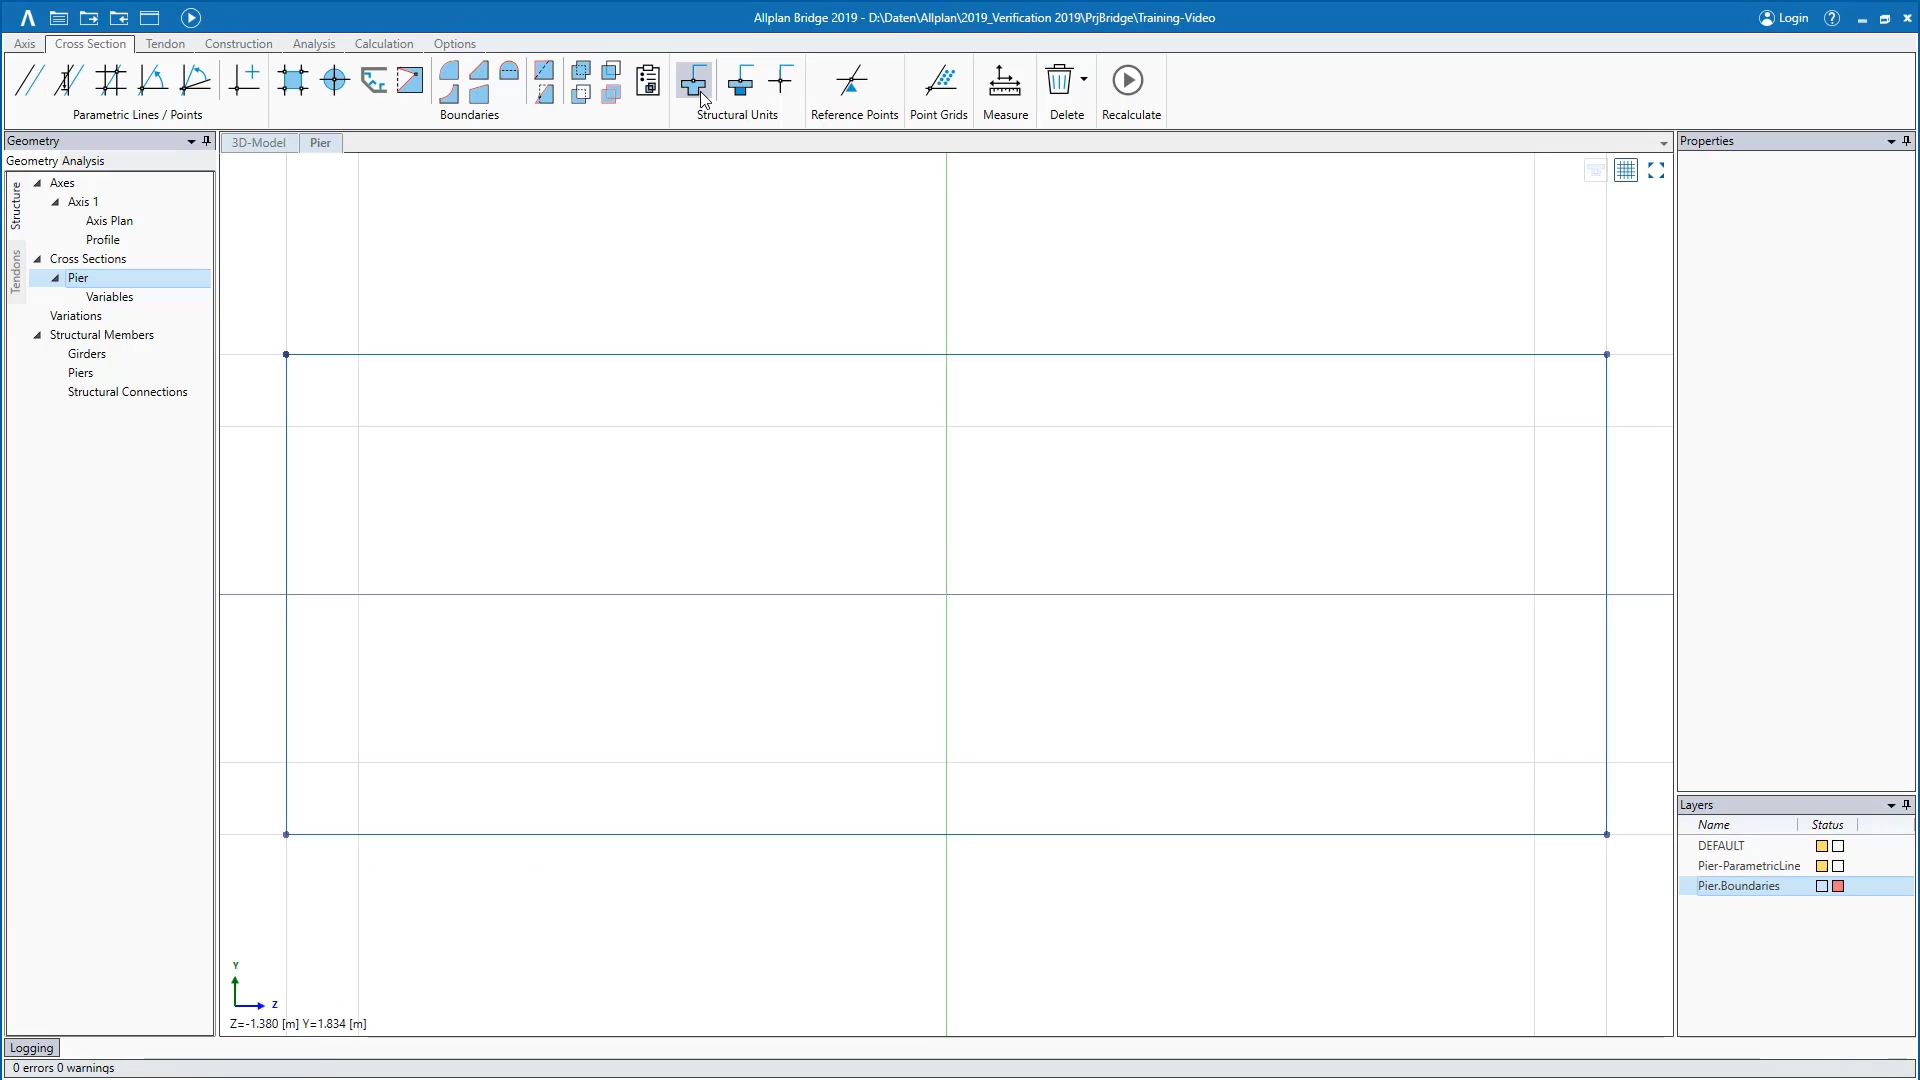 Allplan Bridge 2019 - D:\Daten\Allplan\2019_Verification 2019\PrjBridge\Training-Video
Login
Axis
Cross Section
Tendon
Construction
Analysis
Calculation
Options
Parametric Lines / Points
Boundaries
Structural Units
Reference Points
Point Grids
Measure
Delete
Recalculate
Geometry
3D-Model
Pier
Properties
Geometry Analysis
Structure
Tendons
Axes
Axis 1
Axis Plan
Profile
Cross Sections
Pier
Variables
Variations
Structural Members
Girders
Piers
Structural Connections
Layers
Name
Status
DEFAULT
Pier-ParametricLine
Pier.Boundaries
Y
Z
Z=-1.380 [m] Y=1.834 [m]
Logging
0 errors 0 warnings